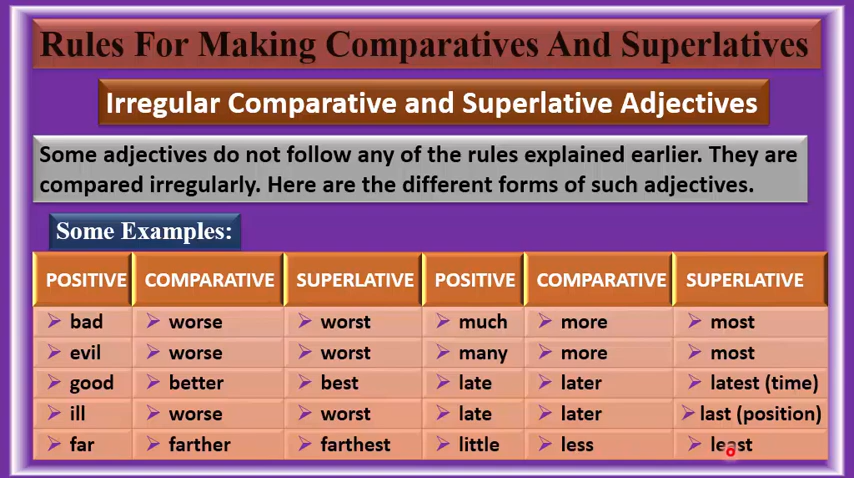 Rules For Making Comparatives And Superlatives
Irregular Comparative and Superlative Adjectives
Some adjectives do not follow any of the rules explained earlier. They are
compared irregularly. Here are the different forms of such adjectives.
Some Examples:
POSITIVE COMPARATIVE SUPERLATIVE POSITIVE COMPARATIVE SUPERLATIVE
➢ bad ➢ worse ➢ worst ➢ much ➢ more ➢ most
➢ evil ➢ worse ➢ worst ➢ many ➢ more ➢ most
➢ good ➢ better ➢ best ➢ late ➢ later ➢ latest (time)
➢ ill ➢ worse ➢ worst ➢ late ➢ later ➢ last (position)
➢ far ➢ farther ➢ farthest ➢ little ➢ less ➢ least